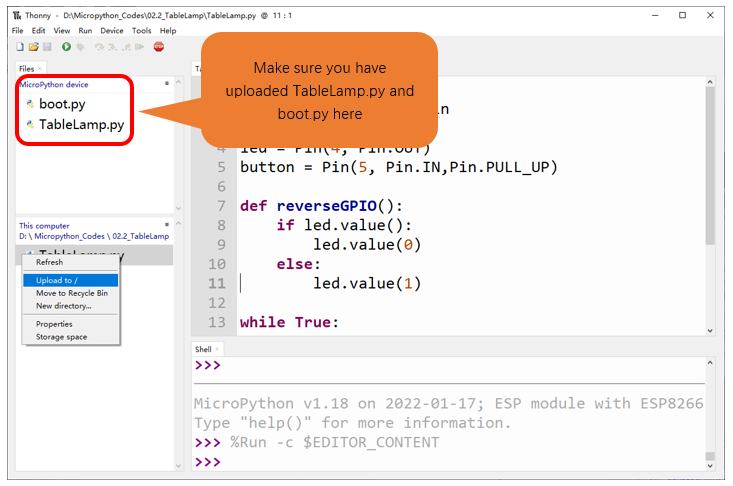 Thonny - D:\Micropython_Codes\02.2_TableLamp\TableLamp.py @ 11 : 1
File Edit View Run Device Tools Help
STOP
Files
MicroPython device
boot.py
TableLamp.py
This computer
D: \ Micropython_Codes \ 02.2_TableLamp
TableLamp.py
Refresh
Upload to /
Move to Recycle Bin
New directory...
Properties
Storage space
Make sure you have
uploaded TableLamp.py and
boot.py here
4 led = Pin(4, Pin.OUT)
5 button = Pin(5, Pin.IN,Pin.PULL_UP)
6
7 def reverseGPIO():
8 if led.value():
9 led.value(0)
10 else:
11 led.value(1)
12
13 while True:
Shell
>>>
MicroPython v1.18 on 2022-01-17; ESP module with ESP8266
Type "help()" for more information.
>>> %Run -c $EDITOR_CONTENT
>>>